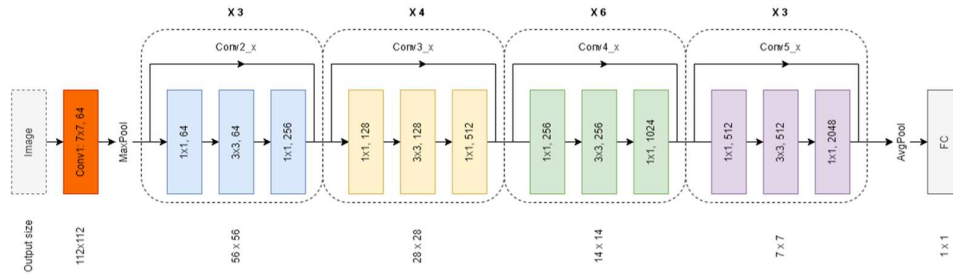 X 3
X 4
X 6
X 3
Conv2_x
Conv3_x
Conv4_x
Conv5_x
Image
Conv1: 7x7, 64
MaxPool
1x1, 64
3x3, 64
1x1, 256
1x1, 128
3x3, 128
1x1, 512
1x1, 256
3x3, 256
1x1, 1024
1x1, 512
3x3, 512
1x1, 2048
AvgPool
FC
Output size
112x112
56 x 56
28 x 28
14 x 14
7 x 7
1 x 1